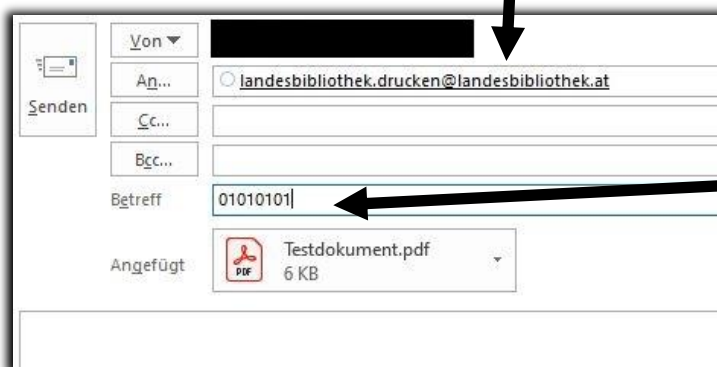 Von
An...
landesbibliothek.drucken@landesbibliothek.at
Senden
Cc...
Bcc...
Betreff
01010101
Angefügt
PDF
Testdokument.pdf
6 KB